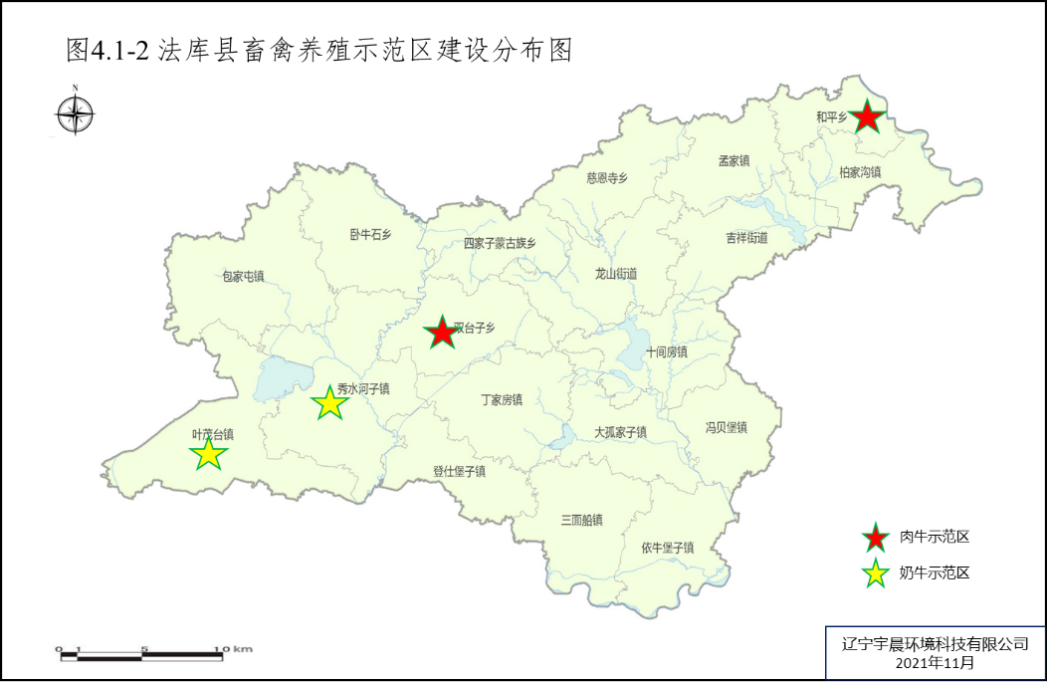 图4.1-2 法库县畜禽养殖示范区建设分布图
N
和平乡
孟家镇
柏家沟镇
慈恩寺乡
卧牛石乡
四家子蒙古族乡
吉祥街道
包家屯镇
龙山街道
双台子乡
十间房镇
秀水河子镇
丁家房镇
叶茂台镇
大孤家子镇
冯贝堡镇
登仕堡子镇
三面船镇
依牛堡子镇
肉牛示范区
奶牛示范区
0 1 5 10 km
辽宁宇晨环境科技有限公司
2021年11月